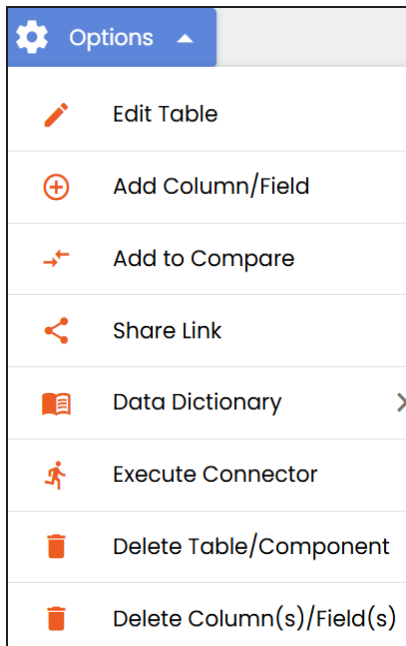 Options
Edit Table
Add Column/Field
Add to Compare
Share Link
Data Dictionary
Execute Connector
Delete Table/Component
Delete Column(s)/Field(s)